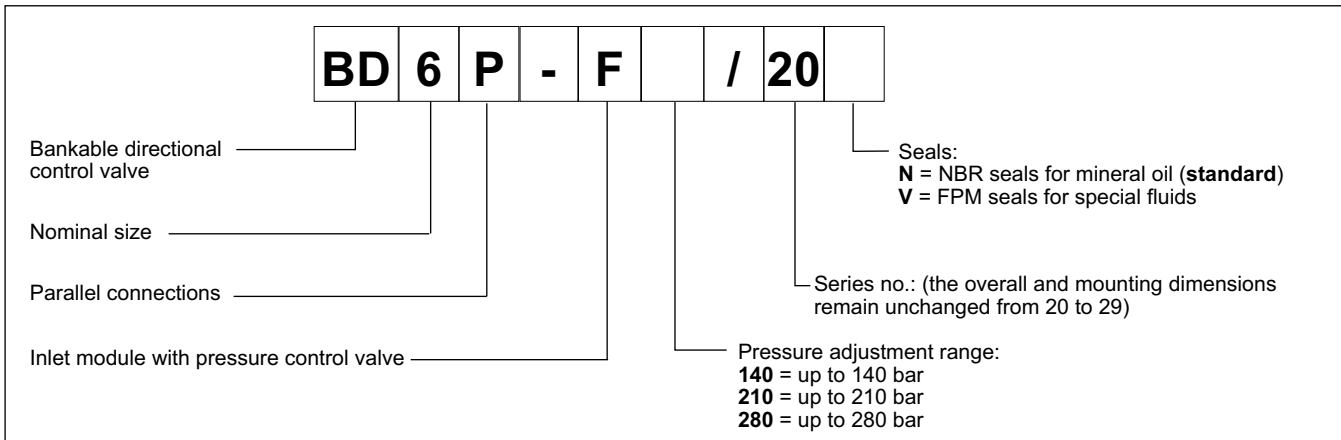 BD 6 P - F / 20
Bankable directional
control valve
Nominal size
Parallel connections
Inlet module with pressure control valve
Seals:
N = NBR seals for mineral oil (standard)
V = FPM seals for special fluids
Series no.: (the overall and mounting dimensions
remain unchanged from 20 to 29)
Pressure adjustment range:
140 = up to 140 bar
210 = up to 210 bar
280 = up to 280 bar